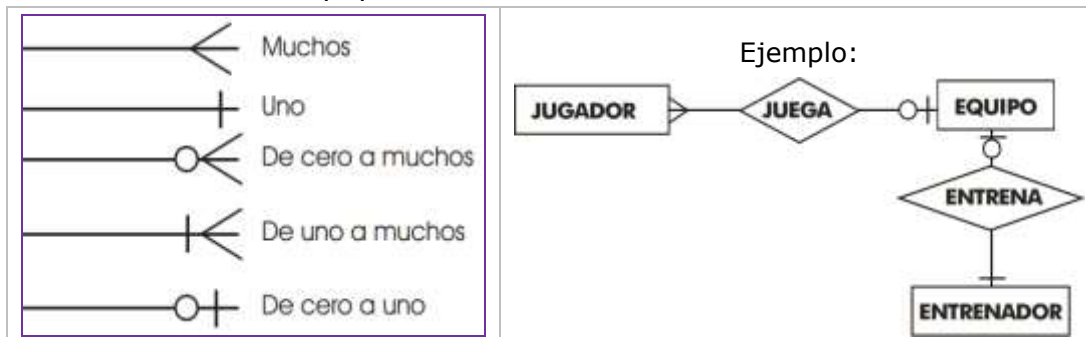 Muchos
Uno
De cero a muchos
De uno a muchos
De cero a uno
Ejemplo:
JUGADOR
JUEGA
EQUIPO
ENTRENA
ENTRENADOR